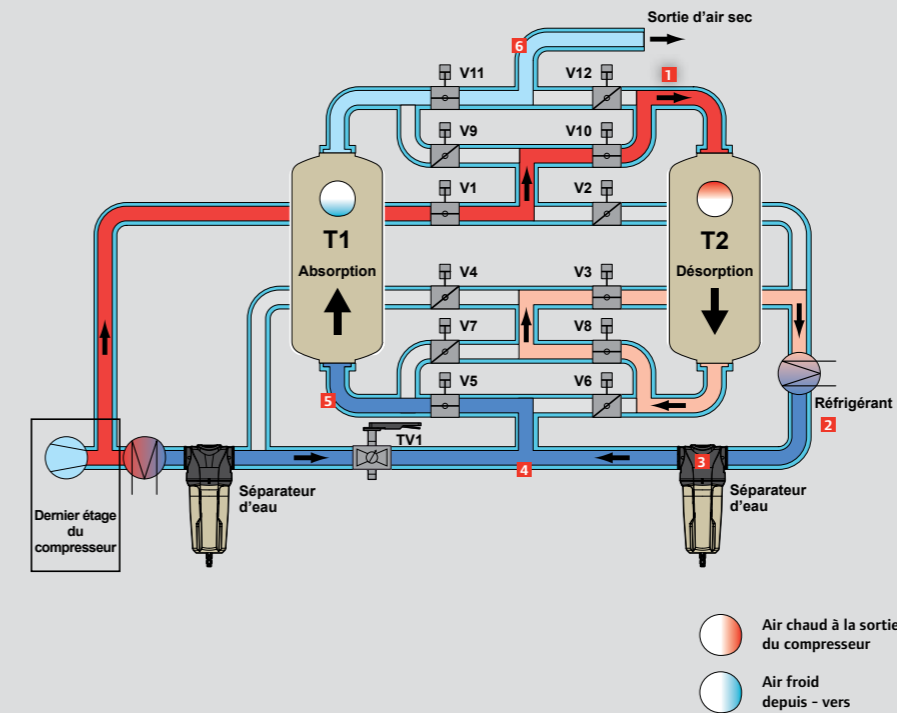 Sortie d'air sec
6
V11
V12
1
V9
V10
V1
V2
T1
Absorption
T2
Désorption
V4
V3
V7
V8
5
V5
V6
Réfrigérant
2
TV1
4
3
Séparateur
d'eau
Séparateur
d'eau
Dernier étage
du
compresseur
Air chaud à la sortie
du compresseur
Air froid
depuis - vers